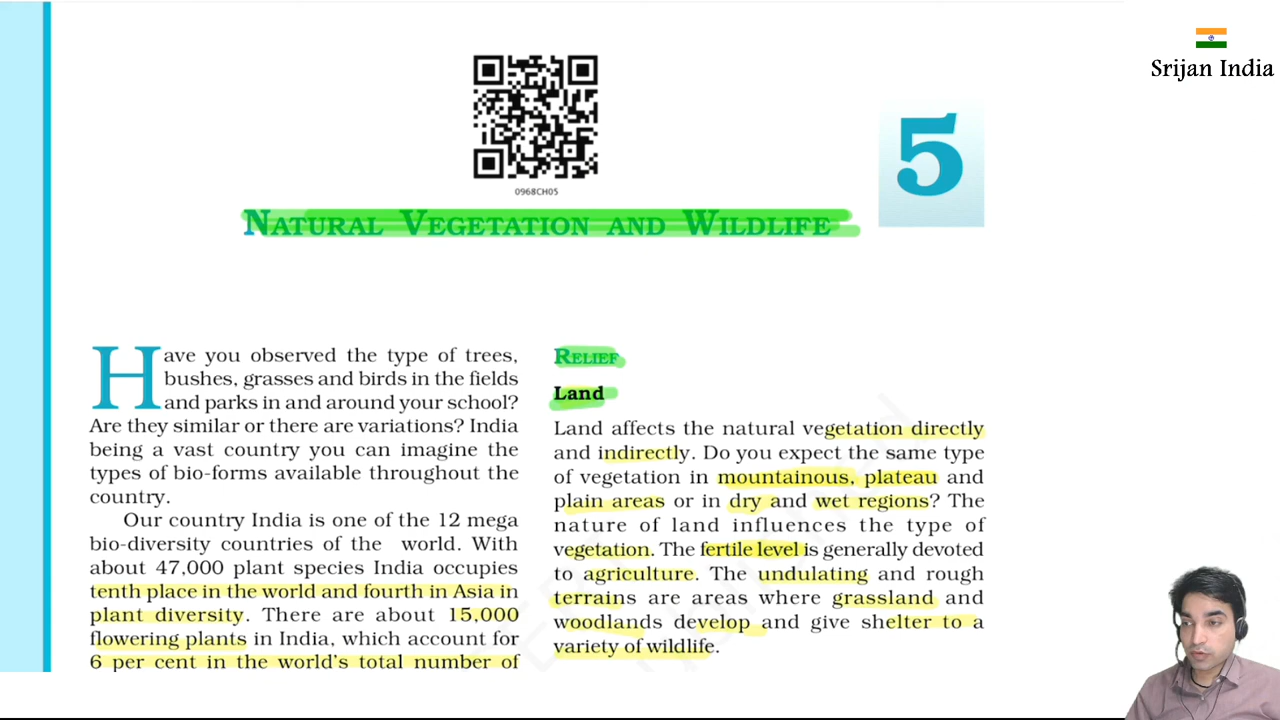 Srijan India
5
0968CH05
NATURAL VEGETATION AND WILDLIFE
Have you observed the type of trees,
bushes, grasses and birds in the fields
and parks in and around your school?
Are they similar or there are variations? India
being a vast country you can imagine the
types of bio-forms available throughout the
country.
Our country India is one of the 12 mega
bio-diversity countries of the world. With
about 47,000 plant species India occupies
tenth place in the world and fourth in Asia in
plant diversity. There are about 15,000
flowering plants in India, which account for
6 per cent in the world's total number of
RELIEF
Land
Land affects the natural vegetation directly
and indirectly. Do you expect the same type
of vegetation in mountainous, plateau and
plain areas or in dry and wet regions? The
nature of land influences the type of
vegetation. The fertile level is generally devoted
to agriculture. The undulating and rough
terrains are areas where grassland and
woodlands develop and give shelter to a
variety of wildlife.